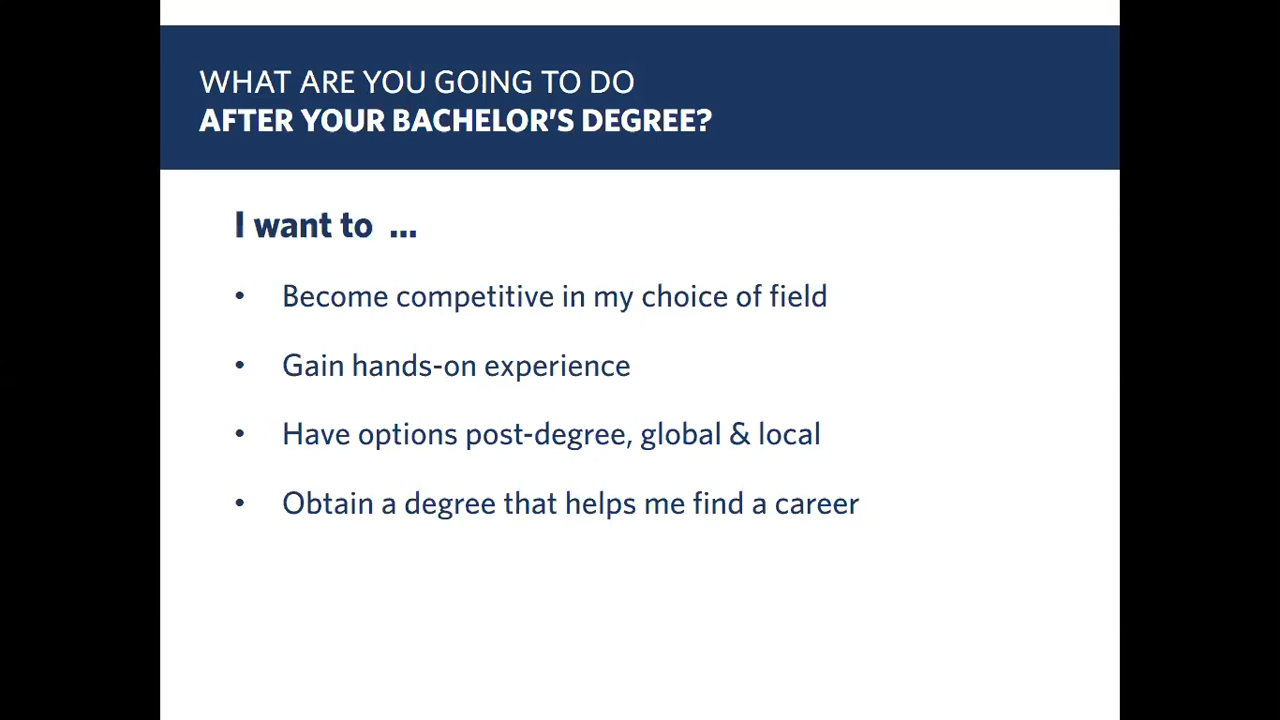 WHAT ARE YOU GOING TO DO
AFTER YOUR BACHELOR'S DEGREE?
I want to ...
• Become competitive in my choice of field
• Gain hands-on experience
• Have options post-degree, global & local
• Obtain a degree that helps me find a career